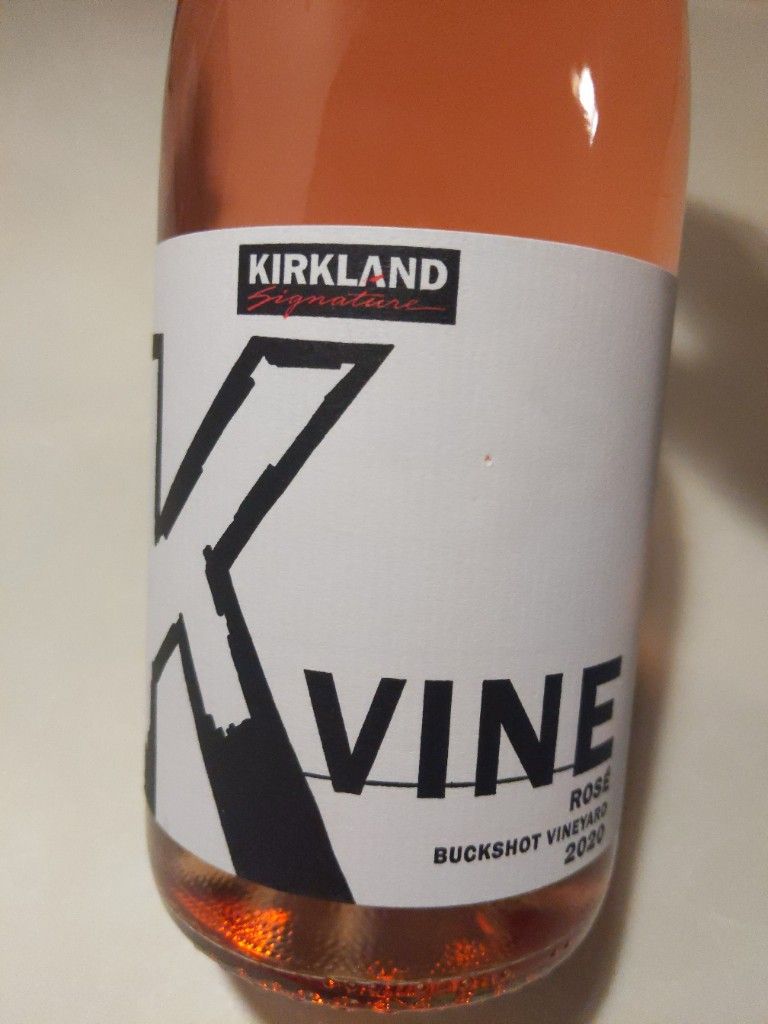 KIRKLAND
Signature
K VINE
ROSÉ
BUCKSHOT VINEYARD
2020